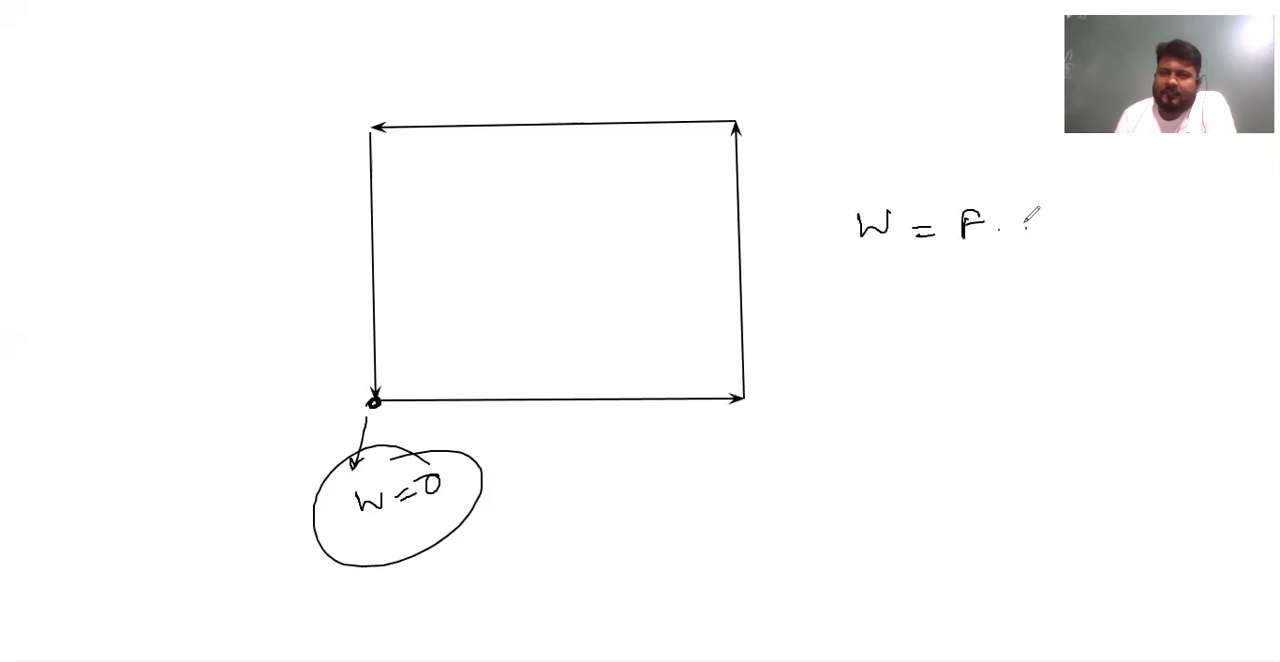 W = F .
W = 0